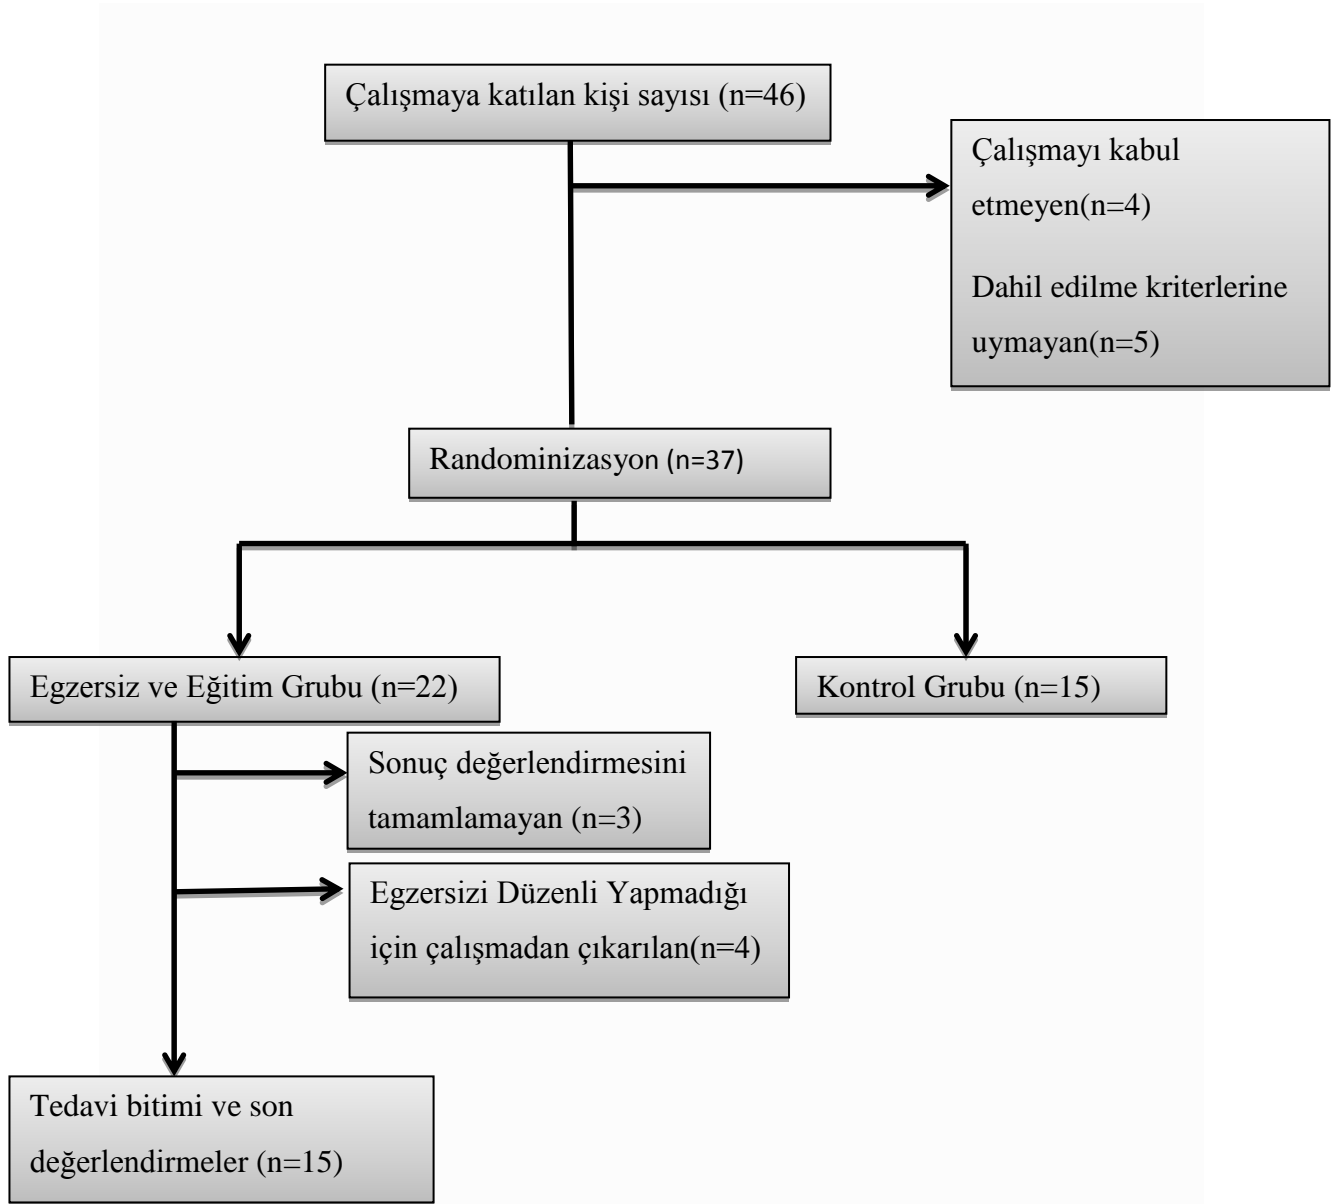 Çalışmaya katılan kişi sayısı (n=46)
Çalışmayı kabul
etmeyen(n=4)
Dahil edilme kriterlerine
uymayan(n=5)
Randominizasyon (n=37)
Egzersiz ve Eğitim Grubu (n=22)
Kontrol Grubu (n=15)
Sonuç değerlendirmesini
tamamlamayan (n=3)
Egzersizi Düzenli Yapmadığı
için çalışmadan çıkarılan(n=4)
Tedavi bitimi ve son
değerlendirmeler (n=15)